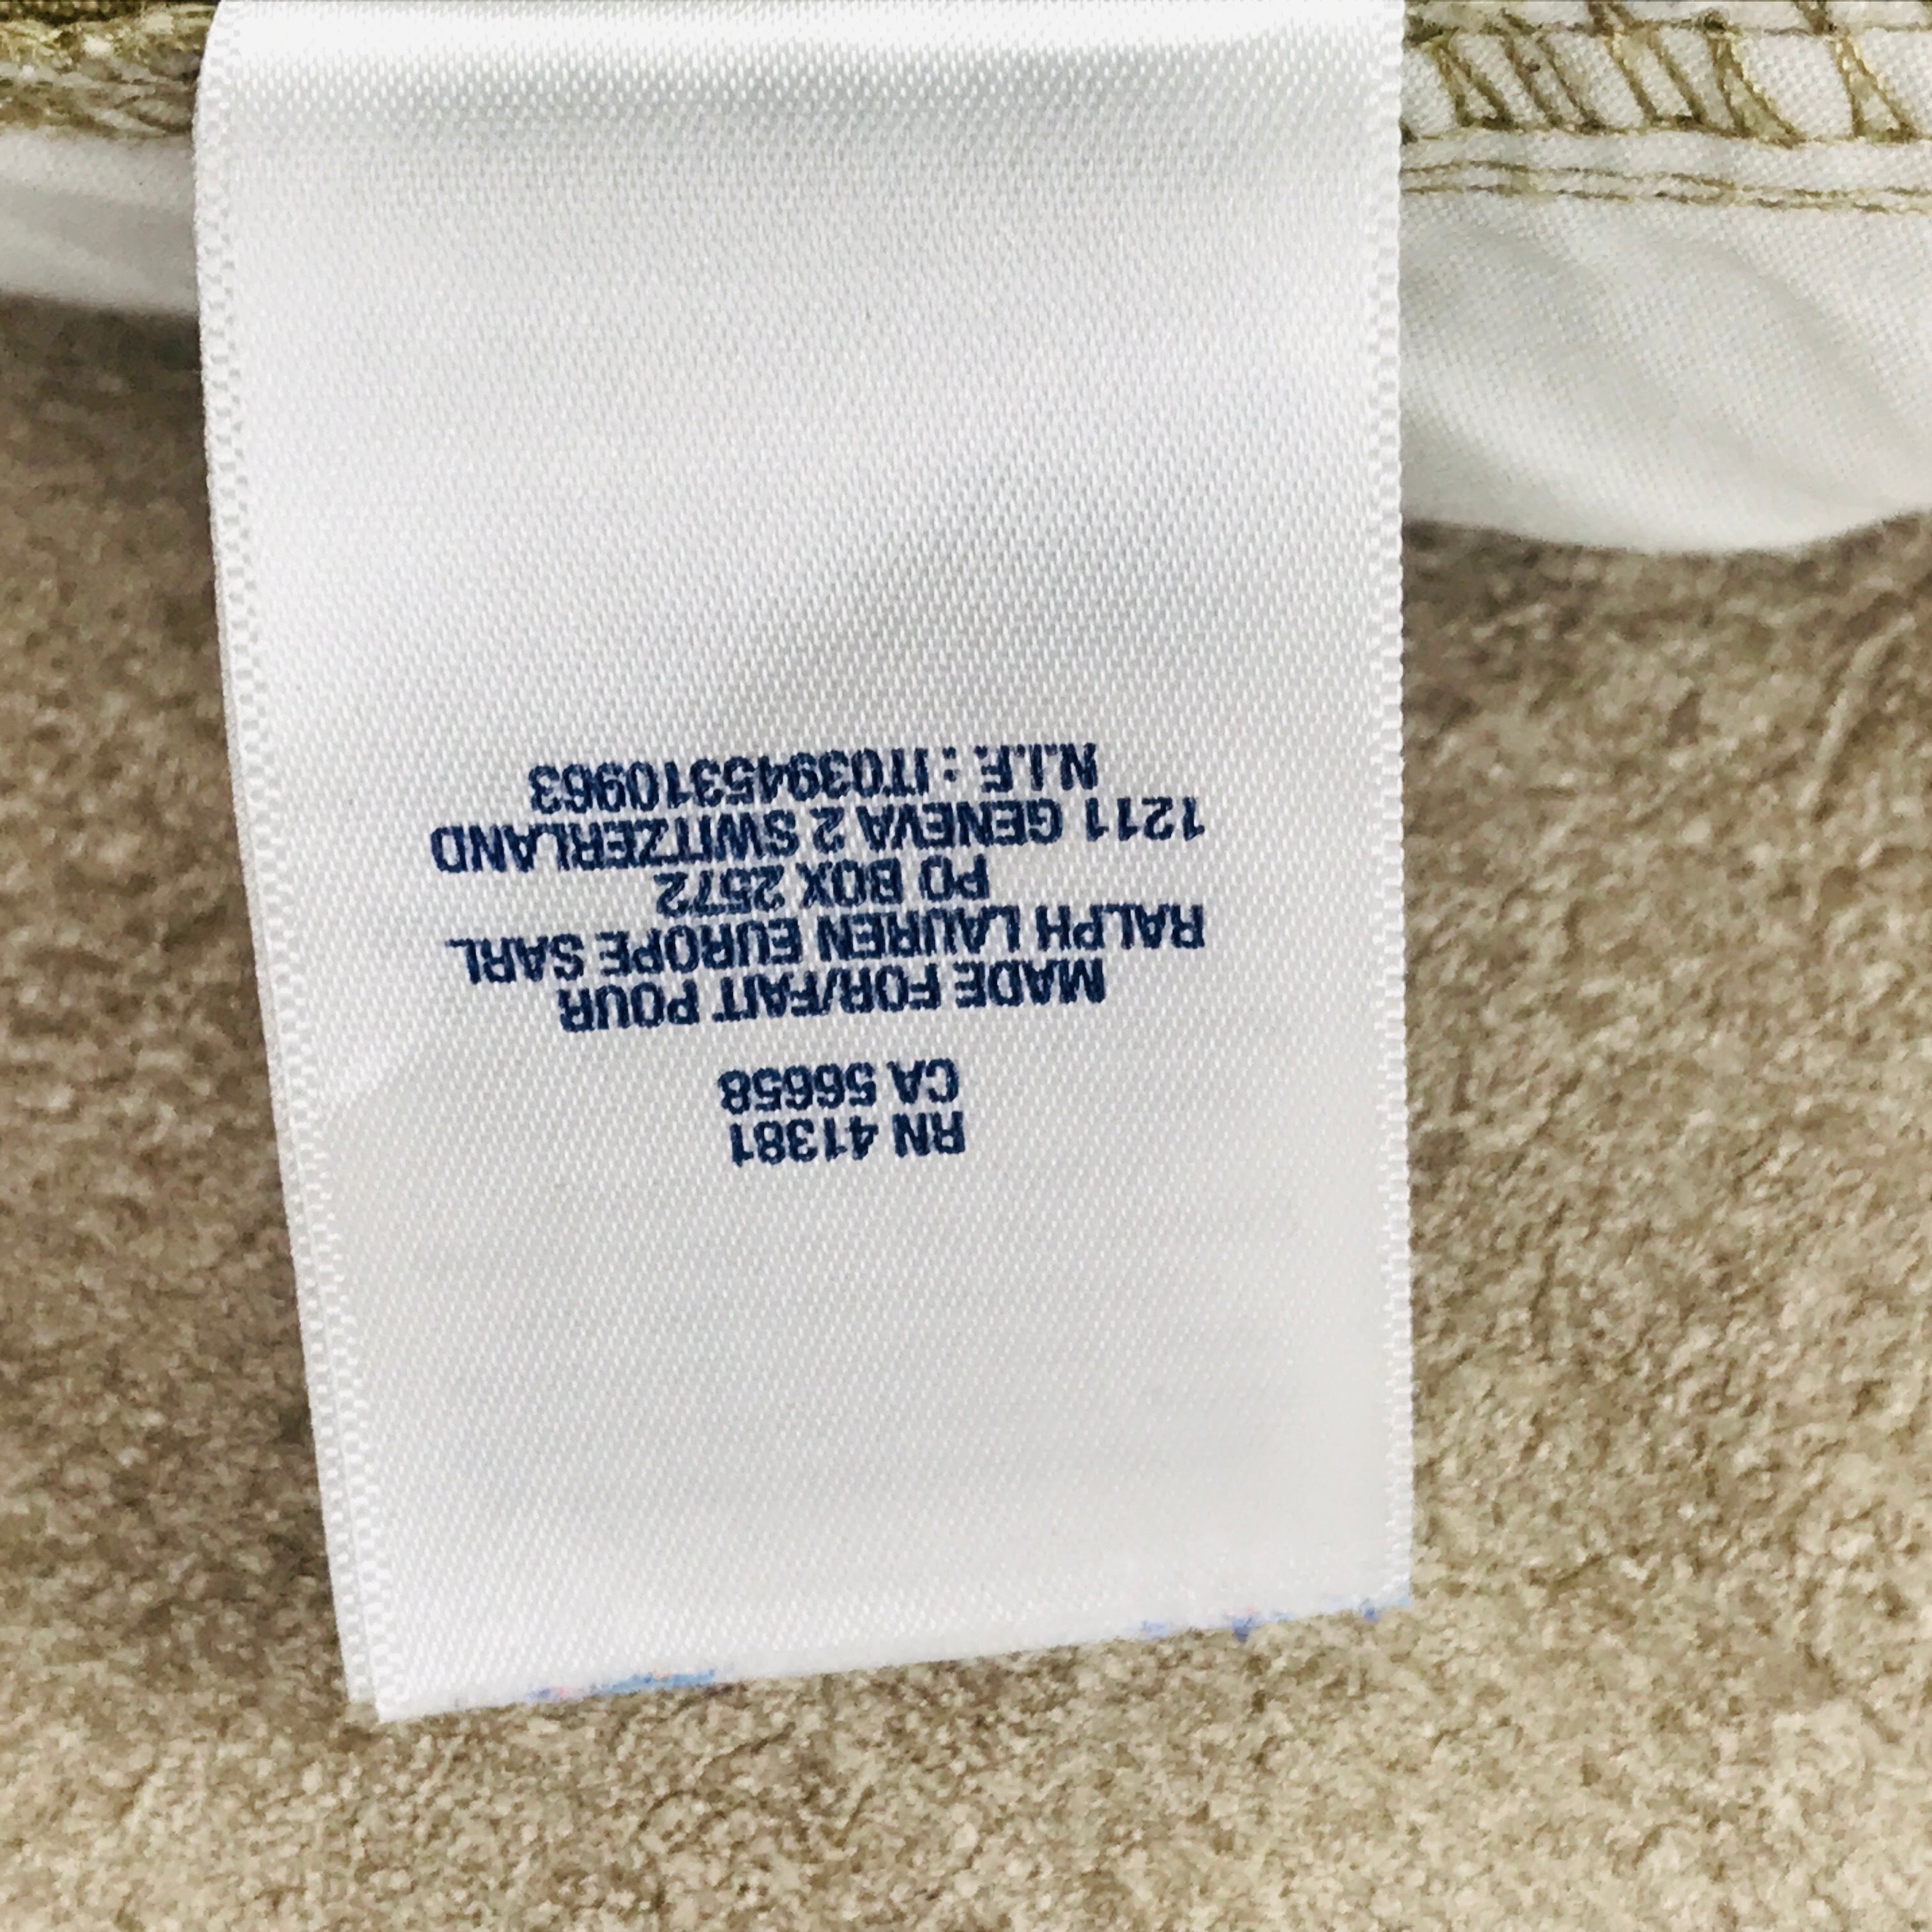 RN 41381
CA 56658
MADE FOR/FAIT POUR
RALPH LAUREN EUROPE SARL
PO BOX 2572
1211 GENEVA 2 SWITZERLAND
N.I.F. : IT03945310963